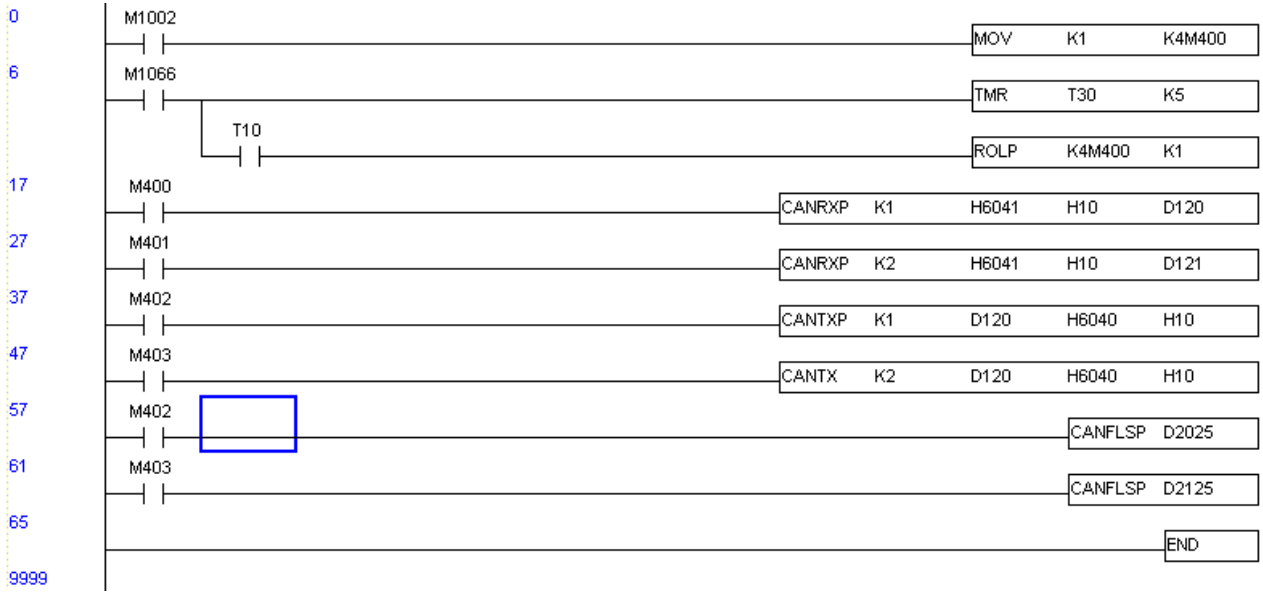 0 M1002
MOV K1 K4M400
6 M1066
TMR T30 K5
T10
ROLP K4M400 K1
17 M400
CANRXP K1 H6041 H10 D120
27 M401
CANRXP K2 H6041 H10 D121
37 M402
CANTXP K1 D120 H6040 H10
47 M403
CANTX K2 D120 H6040 H10
57 M402
CANFLSP D2025
61 M403
CANFLSP D2125
65
END
9999